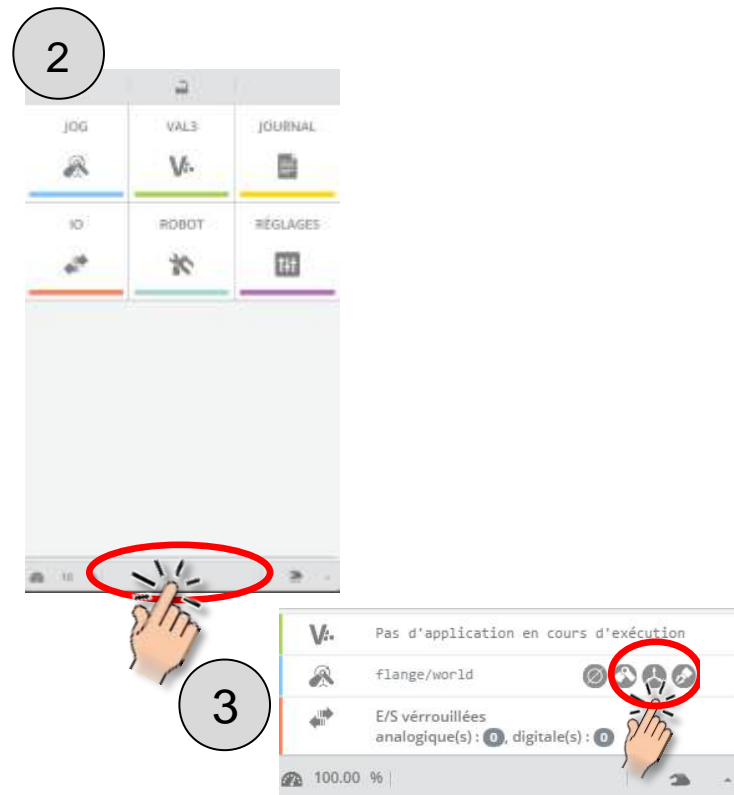 2
JOG VAL3 JOURNAL
IO ROBOT RÉGLAGES
10
3
Pas d'application en cours d'exécution
flange/world
E/S vérrouillées
analogique(s) : 0, digitale(s) : 0
100.00 %